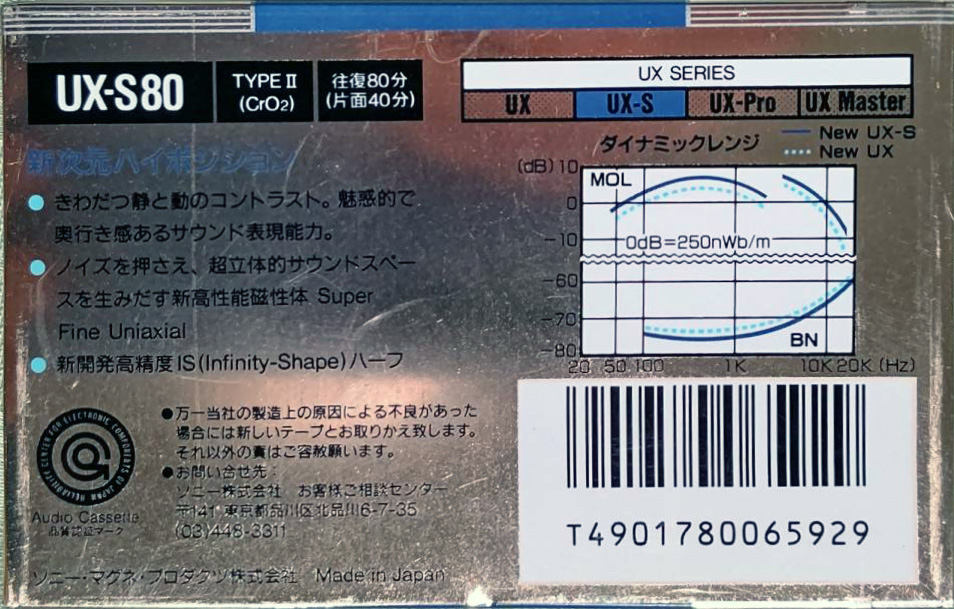 UX-S80
TYPE II
(CrO2)
往復80分
(片面40分)
UX SERIES
UX UX-S UX-Pro UX Master
新次元ハイポジション
● きわだつ静と動のコントラスト。魅惑的で
奥行き感あるサウンド表現能力。
● ノイズを押さえ、超立体的サウンドスペー
スを生みだす新高性能磁性体 Super
Fine Uniaxial
● 新開発高精度IS(Infinity-Shape)ハーフ
ダイナミックレンジ
New UX-S
New UX
(dB) 10
MOL
0
0dB=250nWb/m
-10
-60
-70
BN
-80
20 50 100 1K 10K 20K (Hz)
RELIABILITY CENTER FOR ELECTRONIC COMPONENTS OF JAPAN
Audio Cassette
品質認証マーク
●万一当社の製造上の原因による不良があった
場合には新しいテープとお取りかえ致します。
それ以外の責はご容赦願います。
●お問い合せ先：
ソニー株式会社 お客様ご相談センター
〒141 東京都品川区北品川6-7-35
(03)448-3311
ソニー・マグネ・プロダクツ株式会社 Made in Japan
T4901780065929